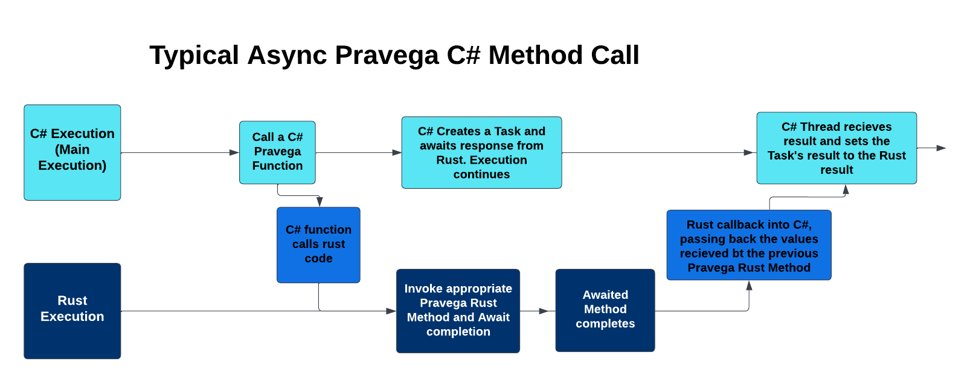 Typical Async Pravega C# Method Call
C# Execution
(Main
Execution)
Call a C#
Pravega
Function
C# Creates a Task and
awaits response from
Rust. Execution
continues
C# Thread recieves
result and sets the
Task's result to the Rust
result
C# function
calls rust
code
Rust callback into C#,
passing back the values
recieved bt the previous
Pravega Rust Method
Rust
Execution
Invoke appropriate
Pravega Rust
Method and Await
completion
Awaited
Method
completes